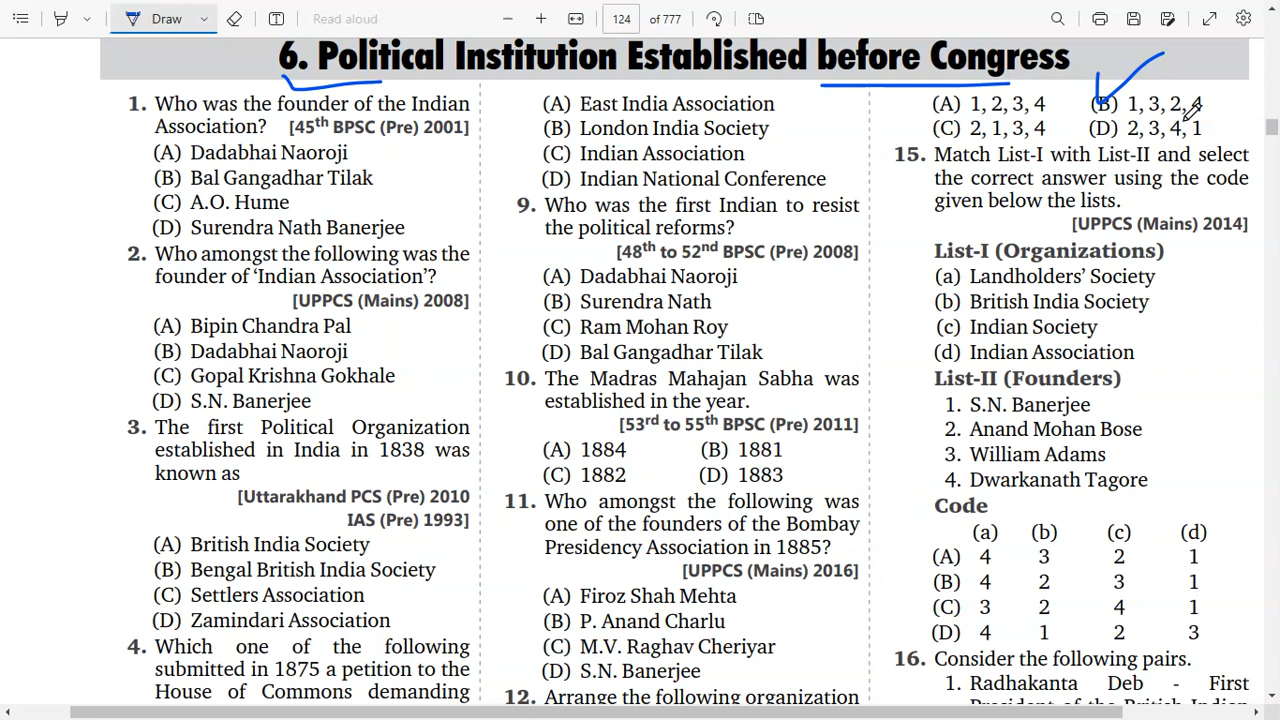 Draw
Read aloud
124
of 777
6. Political Institution Established before Congress
1. Who was the founder of the Indian
Association? [45th BPSC (Pre) 2001]
(A) Dadabhai Naoroji
(B) Bal Gangadhar Tilak
(C) A.O. Hume
(D) Surendra Nath Banerjee
2. Who amongst the following was the
founder of ‘Indian Association’?
[UPPCS (Mains) 2008]
(A) Bipin Chandra Pal
(B) Dadabhai Naoroji
(C) Gopal Krishna Gokhale
(D) S.N. Banerjee
3. The first Political Organization
established in India in 1838 was
known as
[Uttarakhand PCS (Pre) 2010
IAS (Pre) 1993]
(A) British India Society
(B) Bengal British India Society
(C) Settlers Association
(D) Zamindari Association
4. Which one of the following
submitted in 1875 a petition to the
House of Commons demanding
(A) East India Association
(B) London India Society
(C) Indian Association
(D) Indian National Conference
9. Who was the first Indian to resist
the political reforms?
[48th to 52nd BPSC (Pre) 2008]
(A) Dadabhai Naoroji
(B) Surendra Nath
(C) Ram Mohan Roy
(D) Bal Gangadhar Tilak
10. The Madras Mahajan Sabha was
established in the year.
[53rd to 55th BPSC (Pre) 2011]
(A) 1884 (B) 1881
(C) 1882 (D) 1883
11. Who amongst the following was
one of the founders of the Bombay
Presidency Association in 1885?
[UPPCS (Mains) 2016]
(A) Firoz Shah Mehta
(B) P. Anand Charlu
(C) M.V. Raghav Cheriyar
(D) S.N. Banerjee
12. Arrange the following organization
(A) 1, 2, 3, 4 (B) 1, 3, 2, 4
(C) 2, 1, 3, 4 (D) 2, 3, 4, 1
15. Match List-I with List-II and select
the correct answer using the code
given below the lists.
[UPPCS (Mains) 2014]
List-I (Organizations)
(a) Landholders’ Society
(b) British India Society
(c) Indian Society
(d) Indian Association
List-II (Founders)
1. S.N. Banerjee
2. Anand Mohan Bose
3. William Adams
4. Dwarkanath Tagore
Code
(a) (b) (c) (d)
(A) 4 3 2 1
(B) 4 2 3 1
(C) 3 2 4 1
(D) 4 1 2 3
16. Consider the following pairs.
1. Radhakanta Deb - First
President of the British Indian